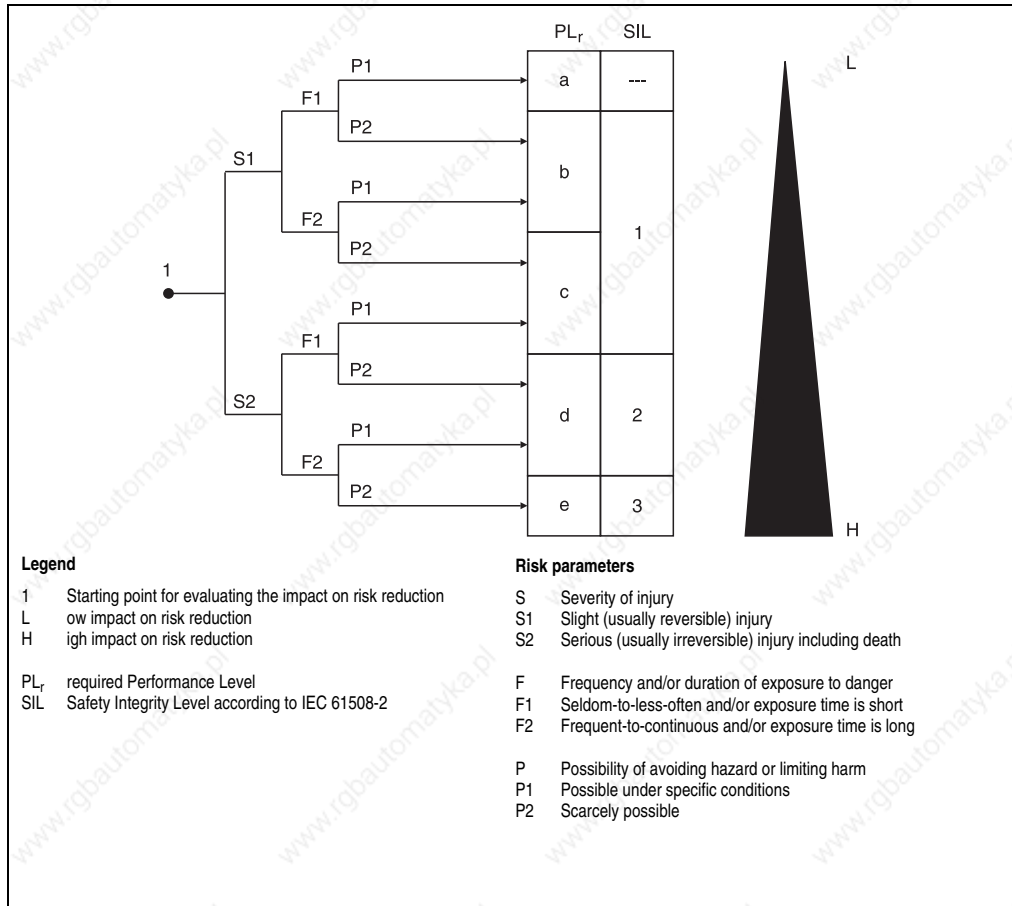 PLr SIL
P1 a --- L
F1
P2
S1 b
P1
F2 1
P2
1 c
P1
F1
P2
S2 d 2
P1
F2
P2 e 3
H
Legend
1 Starting point for evaluating the impact on risk reduction
L ow impact on risk reduction
H igh impact on risk reduction
PLr required Performance Level
SIL Safety Integrity Level according to IEC 61508-2
Risk parameters
S Severity of injury
S1 Slight (usually reversible) injury
S2 Serious (usually irreversible) injury including death
F Frequency and/or duration of exposure to danger
F1 Seldom-to-less-often and/or exposure time is short
F2 Frequent-to-continuous and/or exposure time is long
P Possibility of avoiding hazard or limiting harm
P1 Possible under specific conditions
P2 Scarcely possible
www.rgbautomatyka.pl